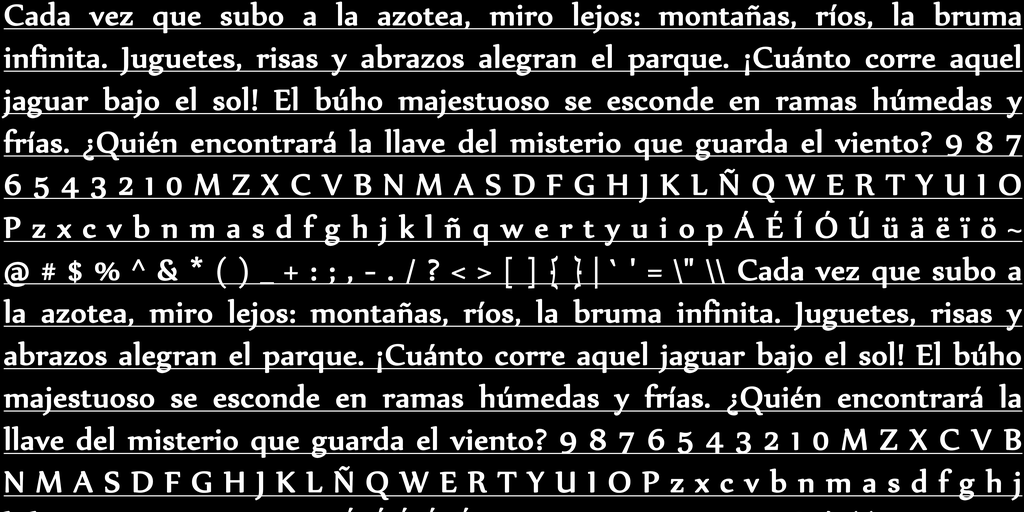 Cada vez que subo a la azotea, miro lejos: montañas, ríos, la bruma
infinita. Juguetes, risas y abrazos alegran el parque. ¡Cuánto corre aquel
jaguar bajo el sol! El búho majestuoso se esconde en ramas húmedas y
frías. ¿Quién encontrará la llave del misterio que guarda el viento? 9 8 7
6 5 4 3 2 1 0 M Z X C V B N M A S D F G H J K L Ñ Q W E R T Y U I O
P z x c v b n m a s d f g h j k l ñ q w e r t y u i o p Á É Í Ó Ú ü ä ë ï ö ~
@ # $ % ^ & * ( ) _ + : ; , - . / ? < > [ ] { } | ` ' = \" \\ Cada vez que subo a
la azotea, miro lejos: montañas, ríos, la bruma infinita. Juguetes, risas y
abrazos alegran el parque. ¡Cuánto corre aquel jaguar bajo el sol! El búho
majestuoso se esconde en ramas húmedas y frías. ¿Quién encontrará la
llave del misterio que guarda el viento? 9 8 7 6 5 4 3 2 1 0 M Z X C V B
N M A S D F G H J K L Ñ Q W E R T Y U I O P z x c v b n m a s d f g h j